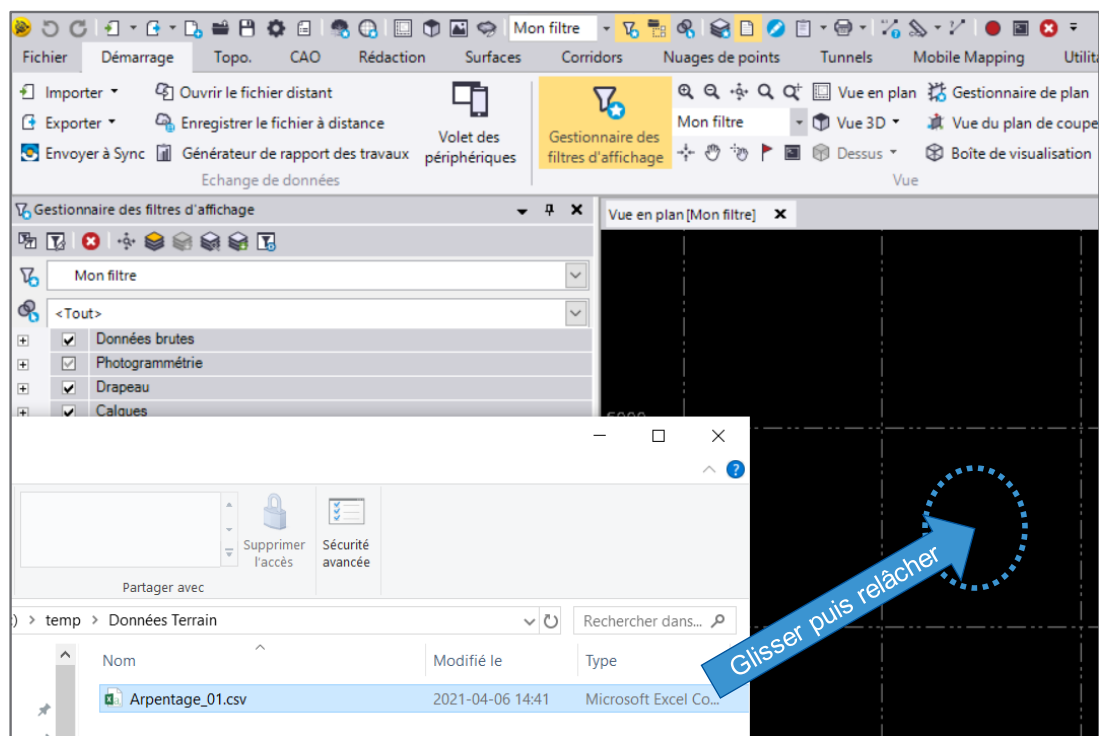 Mon filtre
Fichier Démarrage Topo. CAO Rédaction Surfaces Corridors Nuages de points Tunnels Mobile Mapping
Importer Ouvrir le fichier distant Vue en plan Gestionnaire de plan
Exporter Enregistrer le fichier à distance Volet des périphériques Gestionnaire des filtres d'affichage Mon filtre Vue 3D Vue du plan de coupe
Envoyer à Sync Générateur de rapport des travaux Dessus Boîte de visualisation
Echange de données Vue
Gestionnaire des filtres d'affichage
Vue en plan [Mon filtre]
Mon filtre
<Tout>
Données brutes
Photogrammétrie
Drapeau
Calques
Supprimer l'accès
Sécurité avancée
Partager avec
temp > Données Terrain
Rechercher dans...
Nom Modifié le Type
Arpentage_01.csv 2021-04-06 14:41 Microsoft Excel Co...
Glisser puis relâcher